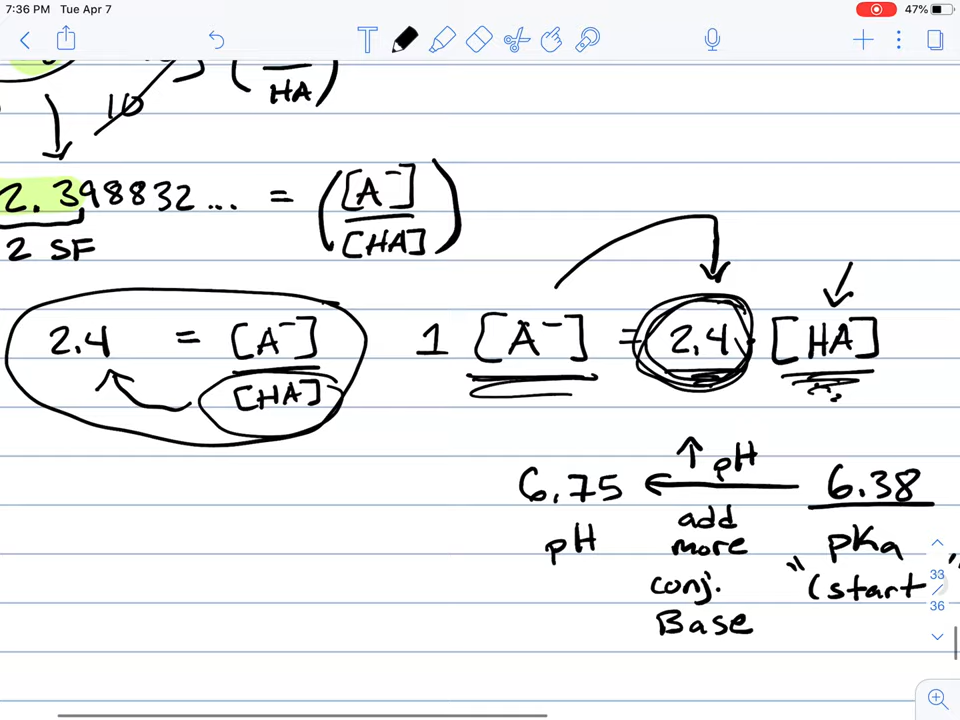 7:36 PM Tue Apr 7
47%
T
10
(HA)
2.398832... = ([A⁻]/[HA])
2 SF
2.4 = [A⁻]/[HA]
1 [A⁻] = 2.4 · [HA]
6.75 ← 6.38
↑ pH
pH
add
more
conj.
Base
pKa
"(start
"
33
/
36